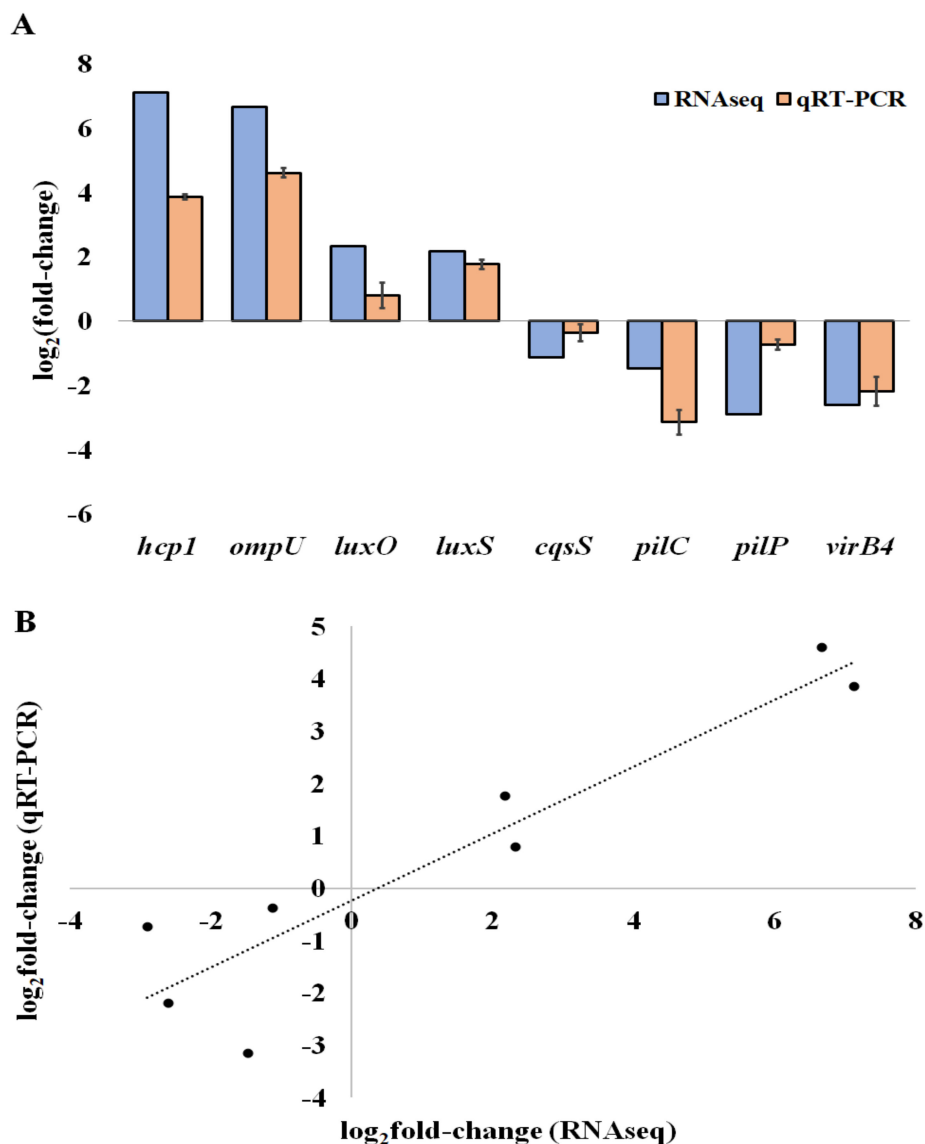 A
8
6
4
2
0
-2
-4
-6
log₂(fold-change)
RNAseq
qRT-PCR
hcp1 ompU luxO luxS cqsS pilC pilP virB4
B
5
4
3
2
1
0
-1
-2
-3
-4
-4 -2 0 2 4 6 8
log₂fold-change (qRT-PCR)
log₂fold-change (RNAseq)